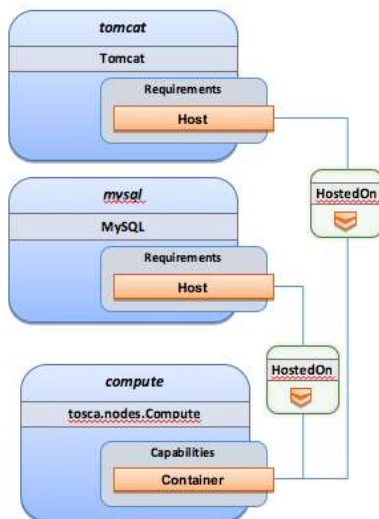 tomcat
Tomcat
Requirements
Host
HostedOn
mysql
MySQL
Requirements
Host
HostedOn
compute
tosca.nodes.Compute
Capabilities
Container